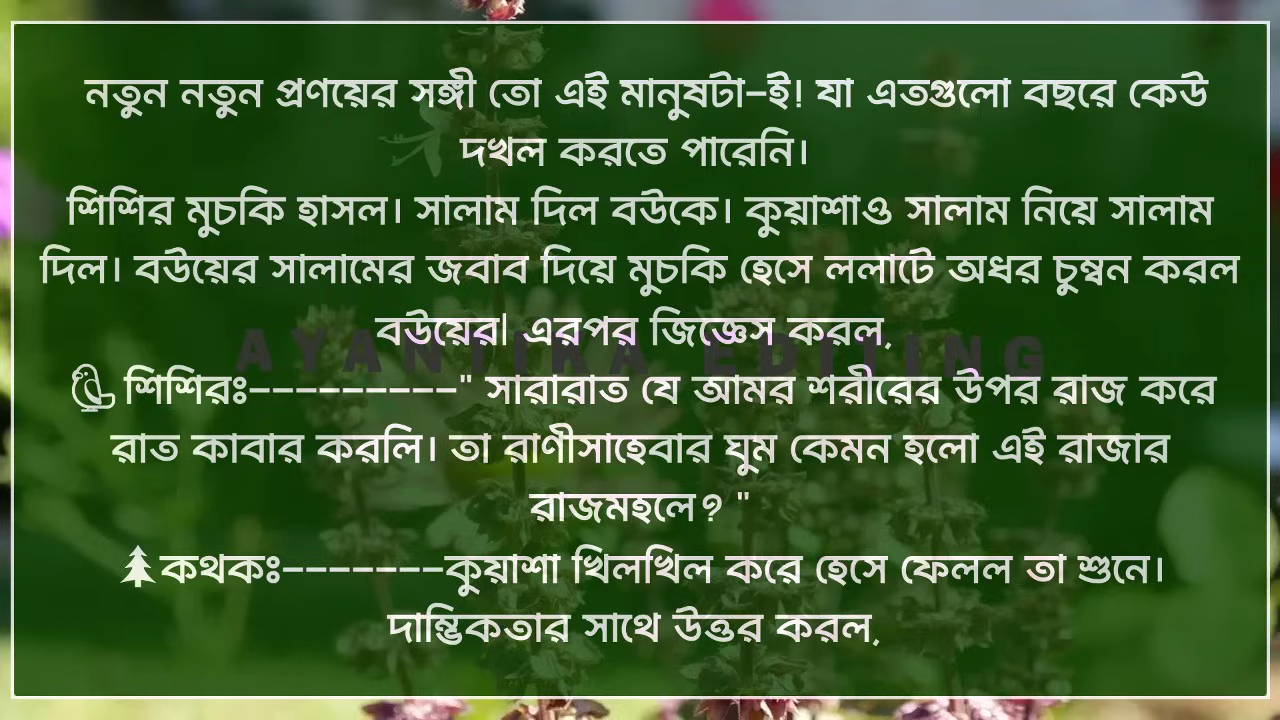 নতুন নতুন প্রণয়ের সঙ্গী তো এই মানুষটা–ই! যা এতগুলো বছরে কেউ
দখল করতে পারেনি।
শিশির মুচকি হাসল। সালাম দিল বউকে। কুয়াশাও সালাম নিয়ে সালাম
দিল। বউয়ের সালামের জবাব দিয়ে মুচকি হেসে ললাটে অধর চুম্বন করল
বউয়ের| এরপর জিজ্ঞেস করল,
AYANTIKA EDITING
শিশিরঃ–––––––––" সারারাত যে আমর শরীরের উপর রাজ করে
রাত কাবার করলি। তা রাণীসাহেবার ঘুম কেমন হলো এই রাজার
রাজমহলে? "
কথকঃ–––––––কুয়াশা খিলখিল করে হেসে ফেলল তা শুনে।
দাম্ভিকতার সাথে উত্তর করল,